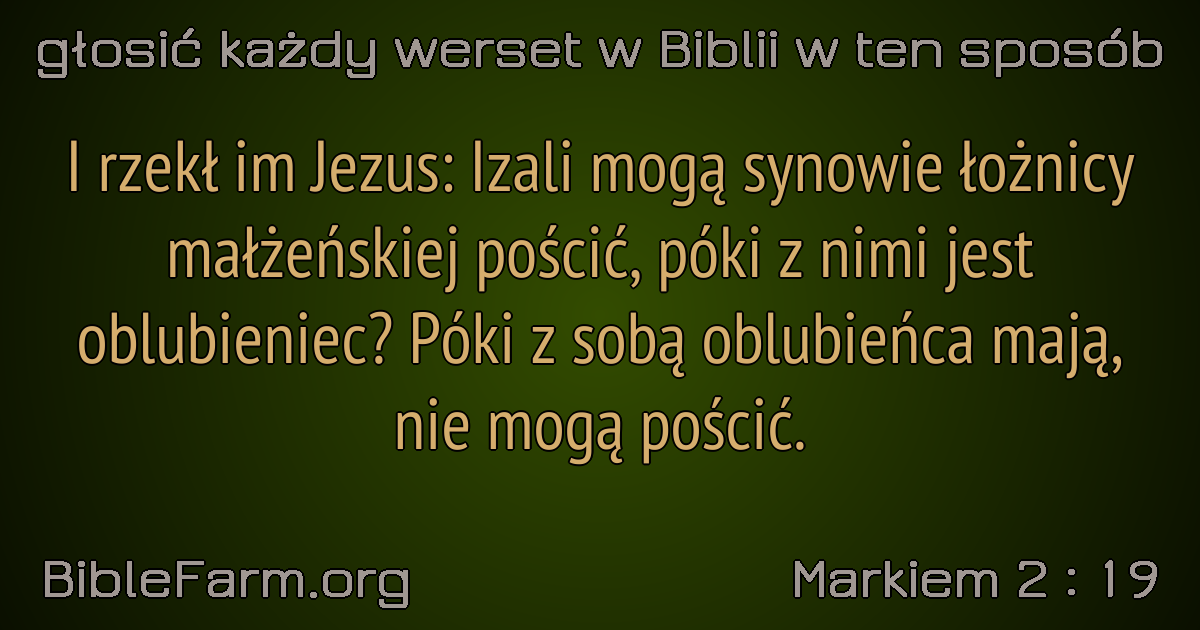 głosić każdy werset w Biblii w ten sposób
I rzekł im Jezus: Izali mogą synowie łożnicy
małżeńskiej pościć, póki z nimi jest
oblubieniec? Póki z sobą oblubieńca mają,
nie mogą pościć.
BibleFarm.org
Markiem 2 : 19